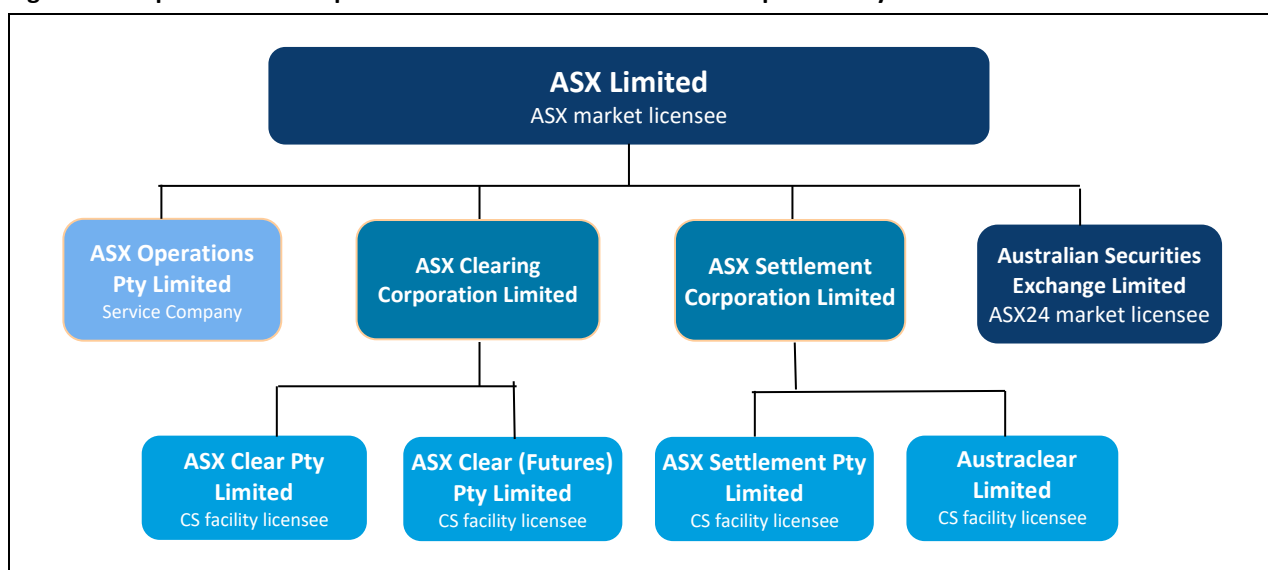 ASX Limited
ASX market licensee
ASX Operations
Pty Limited
Service Company
ASX Clearing
Corporation Limited
ASX Settlement
Corporation Limited
Australian Securities
Exchange Limited
ASX24 market licensee
ASX Clear Pty
Limited
CS facility licensee
ASX Clear (Futures)
Pty Limited
CS facility licensee
ASX Settlement Pty
Limited
CS facility licensee
Austraclear
Limited
CS facility licensee